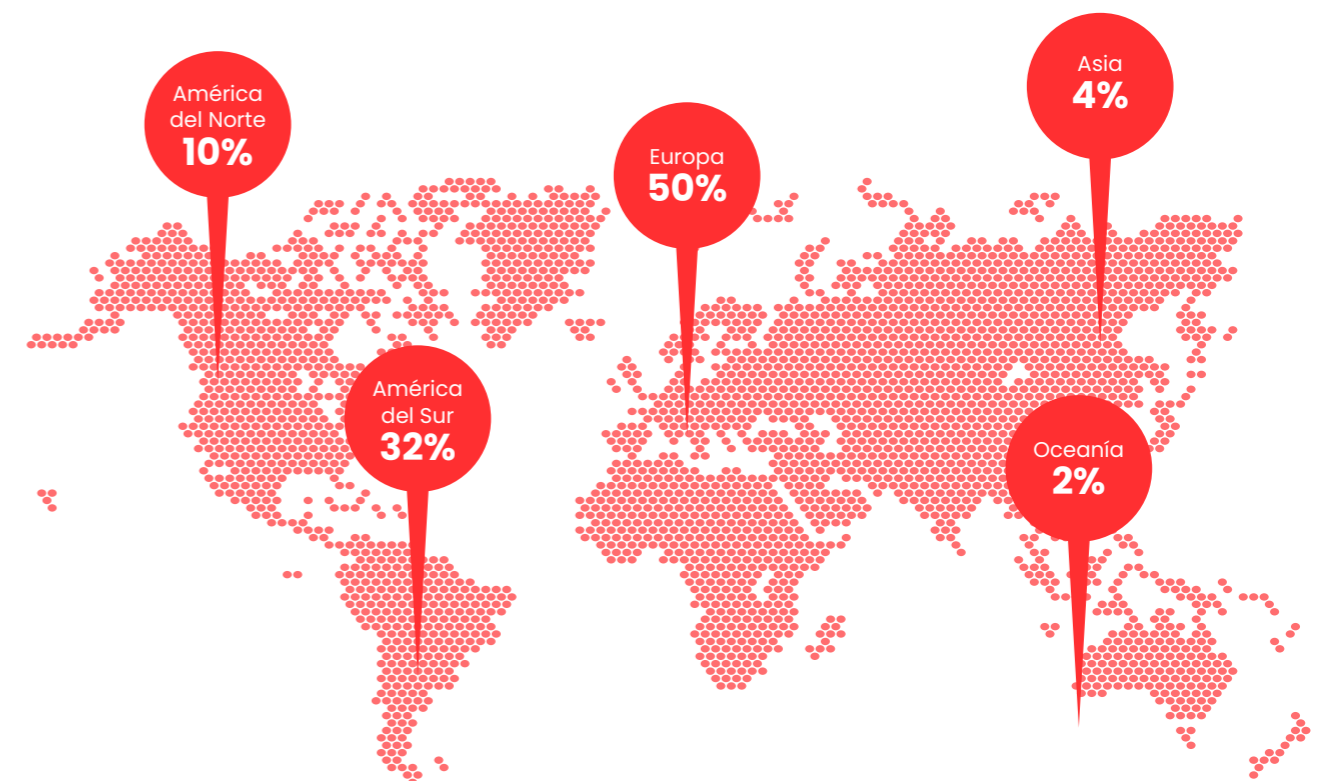 América
del Norte
10%
Europa
50%
Asia
4%
América
del Sur
32%
Oceanía
2%